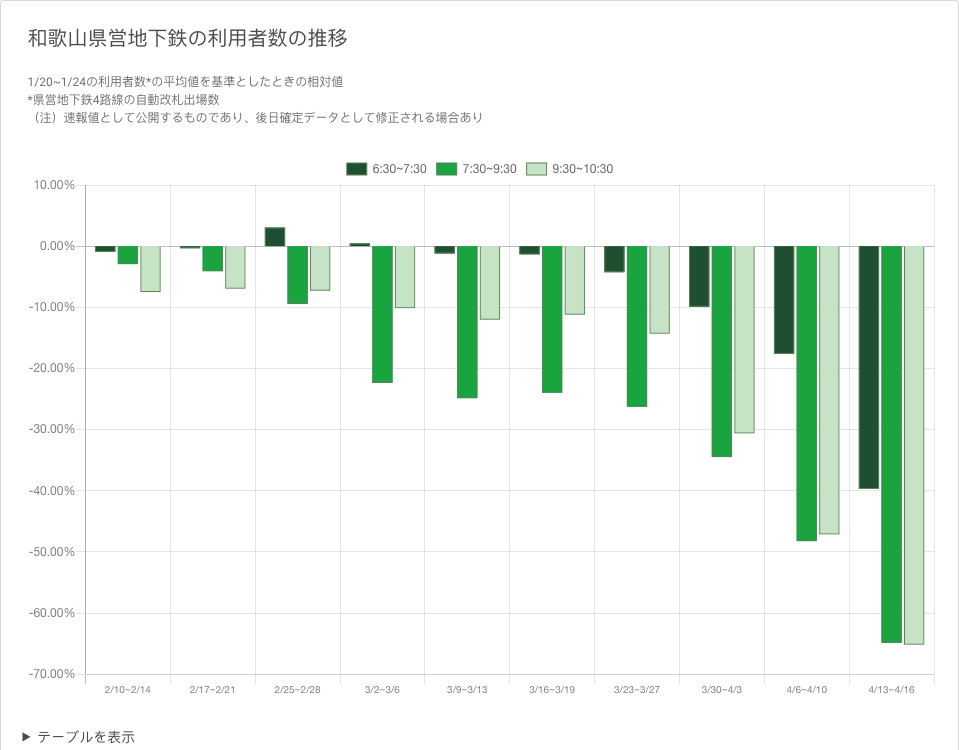 和歌山県営地下鉄の利用者数の推移
1/20~1/24の利用者数*の平均値を基準としたときの相対値
*県営地下鉄4路線の自動改札出場数
（注）速報値として公開するものであり、後日確定データとして修正される場合あり
6:30~7:30 7:30~9:30 9:30~10:30
10.00%
0.00%
-10.00%
-20.00%
-30.00%
-40.00%
-50.00%
-60.00%
-70.00%
2/10~2/14 2/17~2/21 2/25~2/28 3/2~3/6 3/9~3/13 3/16~3/19 3/23~3/27 3/30~4/3 4/6~4/10 4/13~4/16
▶ テーブルを表示